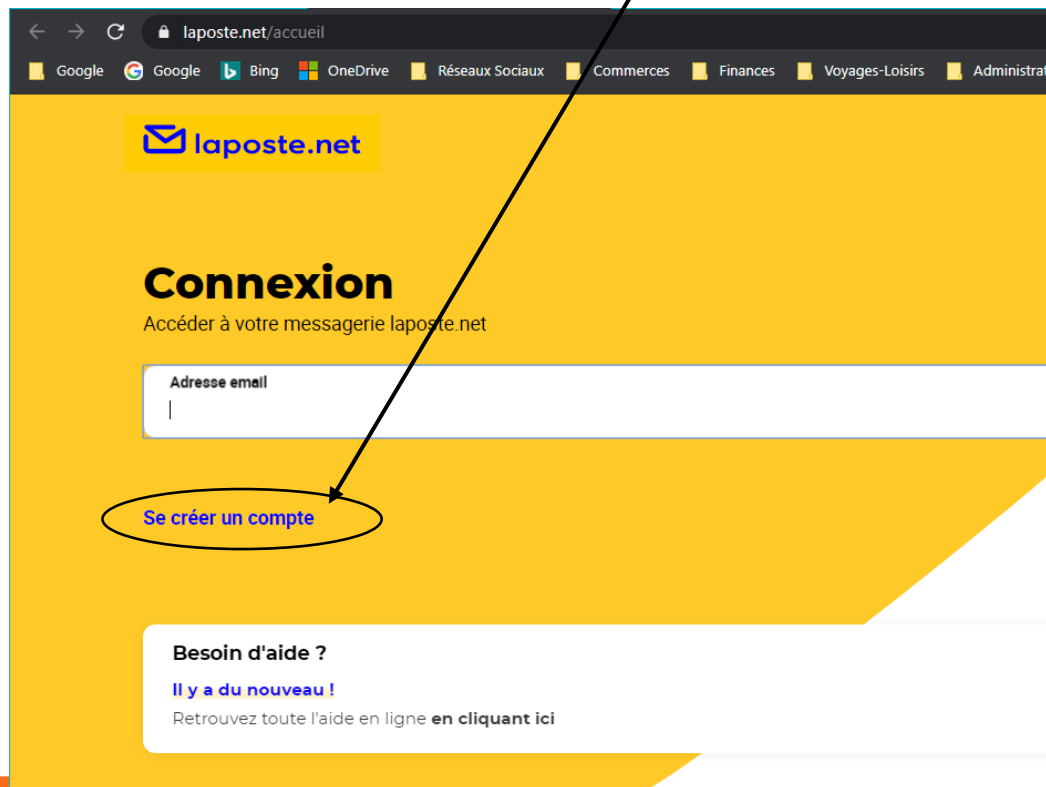 laposte.net/accueil
Google Google Bing OneDrive Réseaux Sociaux Commerces Finances Voyages-Loisirs Administrat
laposte.net
Connexion
Accéder à votre messagerie laposte.net
Adresse email
Se créer un compte
Besoin d'aide ?
Il y a du nouveau !
Retrouvez toute l'aide en ligne en cliquant ici